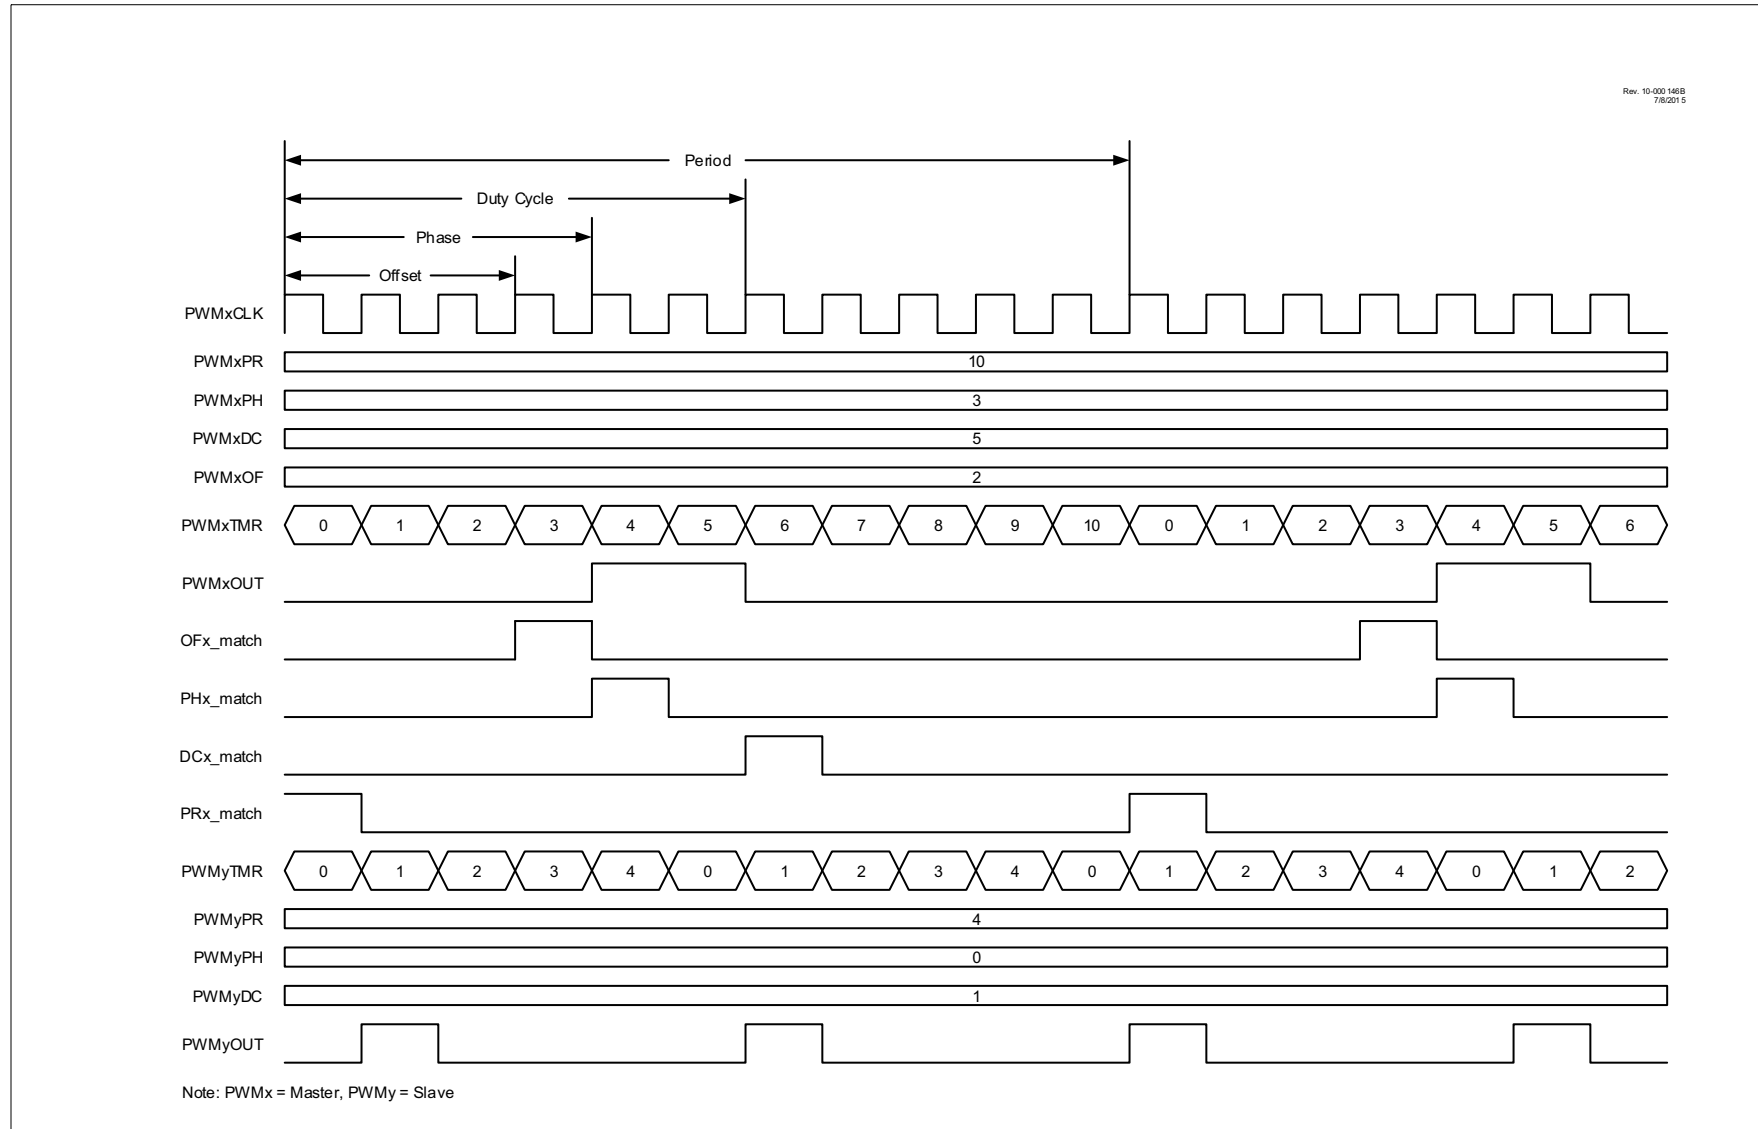 Rev. 10-000 146B
7/8/201 5
Period
Duty Cycle
Phase
Offset
PWMxCLK
PWMxPR 10
PWMxPH 3
PWMxDC 5
PWMxOF 2
PWMxTMR 0 1 2 3 4 5 6 7 8 9 10 0 1 2 3 4 5 6
PWMxOUT
OFx_match
PHx_match
DCx_match
PRx_match
PWMyTMR 0 1 2 3 4 0 1 2 3 4 0 1 2 3 4 0 1 2
PWMyPR 4
PWMyPH 0
PWMyDC 1
PWMyOUT
Note: PWMx = Master, PWMy = Slave